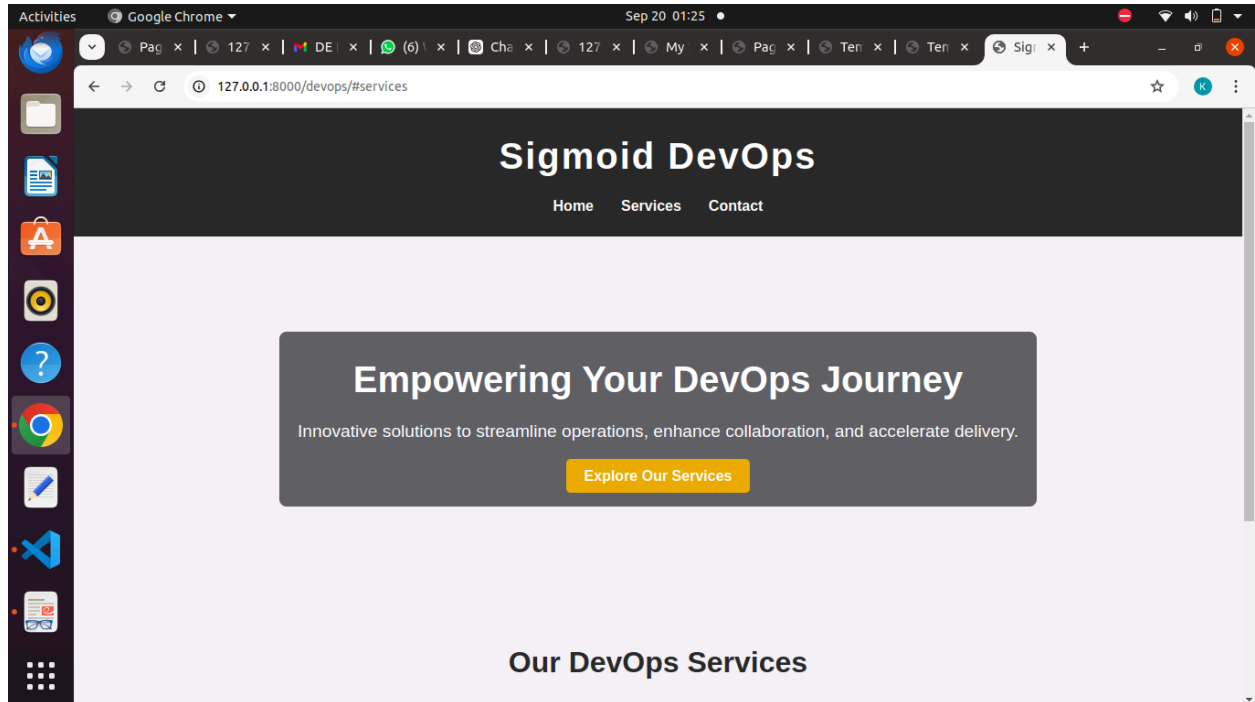 Activities Google Chrome Sep 20 01:25
Pag 127 DE (6) Cha 127 My Pag Ten Ten Sig
127.0.0.1:8000/devops/#services K
Sigmoid DevOps
Home Services Contact
Empowering Your DevOps Journey
Innovative solutions to streamline operations, enhance collaboration, and accelerate delivery.
Explore Our Services
Our DevOps Services